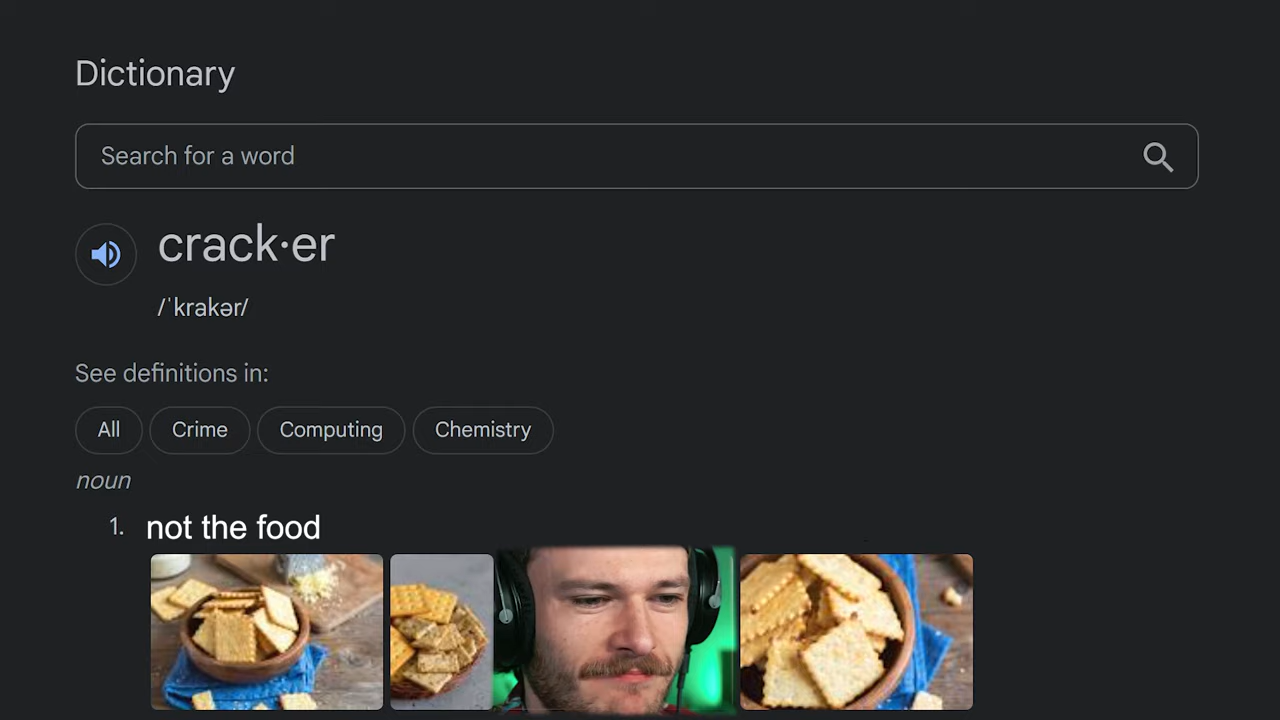 Dictionary
Search for a word
crack·er
/ˈkrakər/
See definitions in:
All Crime Computing Chemistry
noun
1. not the food